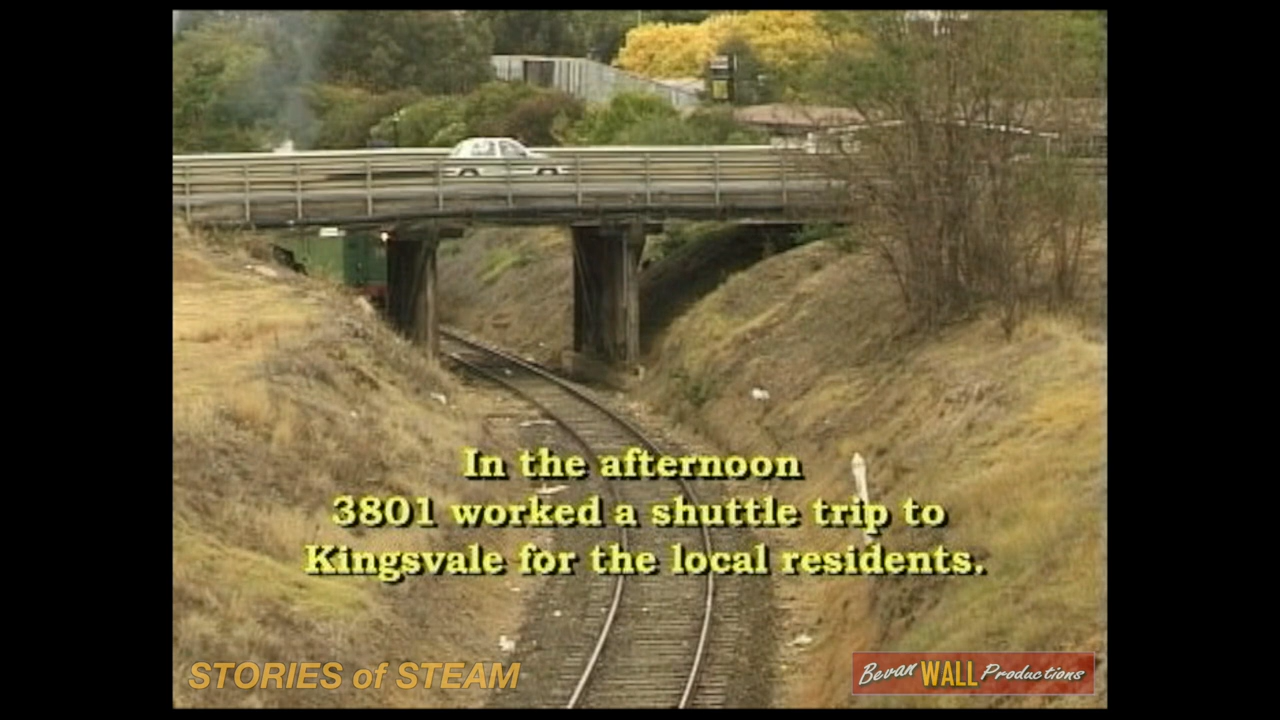 In the afternoon
3801 worked a shuttle trip to
Kingsvale for the local residents.
STORIES of STEAM
Bevan WALL Productions